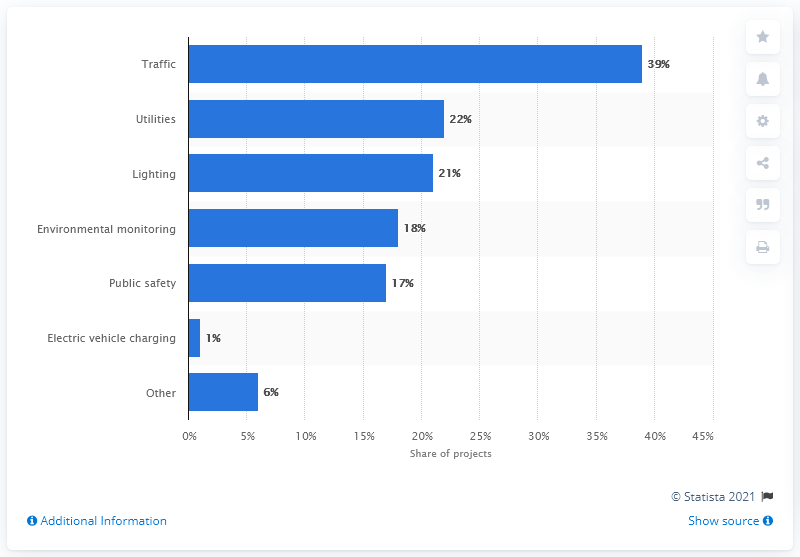 Traffic 39%
Utilities 22%
Lighting 21%
Environmental monitoring 18%
Public safety 17%
Electric vehicle charging 1%
Other 6%
0% 5% 10% 15% 20% 25% 30% 35% 40% 45%
Share of projects
© Statista 2021
Additional Information Show source